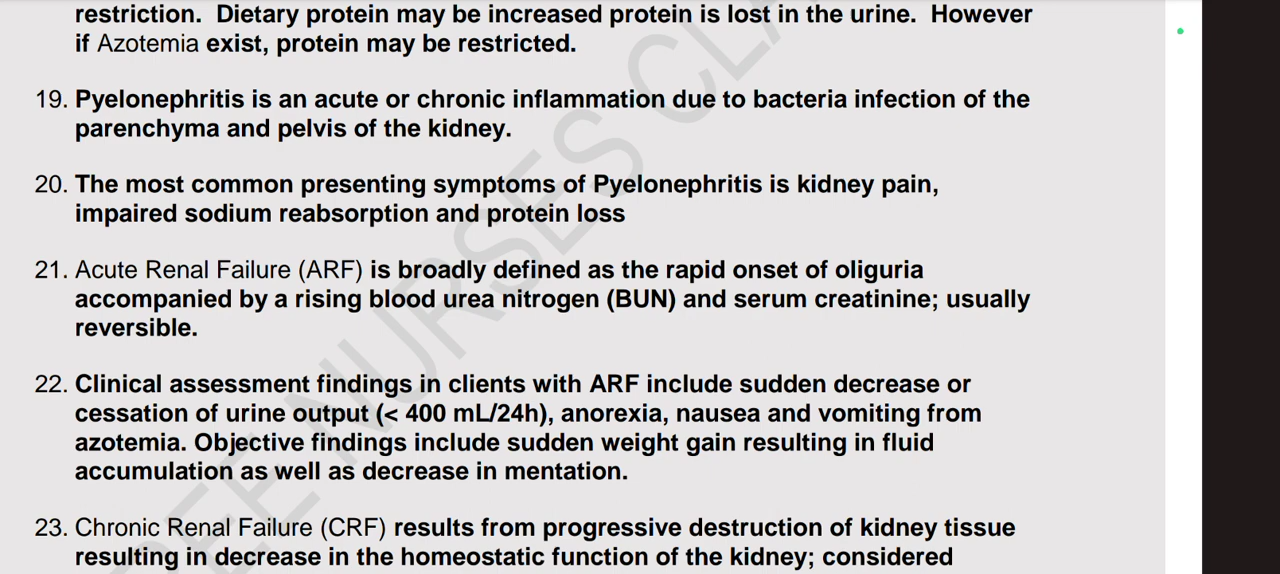 restriction.  Dietary protein may be increased protein is lost in the urine.  However
if Azotemia exist, protein may be restricted.
19. Pyelonephritis is an acute or chronic inflammation due to bacteria infection of the
parenchyma and pelvis of the kidney.
20. The most common presenting symptoms of Pyelonephritis is kidney pain,
impaired sodium reabsorption and protein loss
21. Acute Renal Failure (ARF) is broadly defined as the rapid onset of oliguria
accompanied by a rising blood urea nitrogen (BUN) and serum creatinine; usually
reversible.
22. Clinical assessment findings in clients with ARF include sudden decrease or
cessation of urine output (< 400 mL/24h), anorexia, nausea and vomiting from
azotemia. Objective findings include sudden weight gain resulting in fluid
accumulation as well as decrease in mentation.
23. Chronic Renal Failure (CRF) results from progressive destruction of kidney tissue
resulting in decrease in the homeostatic function of the kidney; considered
NURSES CLA